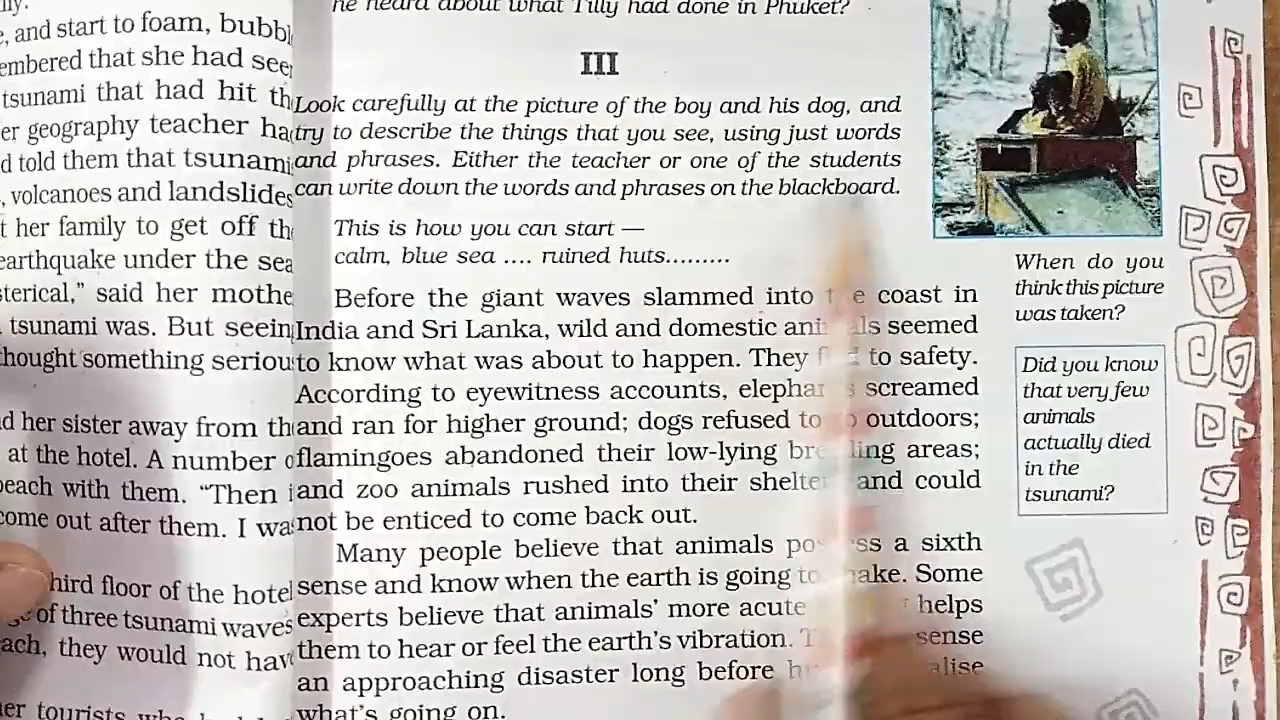 ly.
e, and start to foam, bubbl
embered that she had see
tsunami that had hit th
er geography teacher ha
d told them that tsunami
, volcanoes and landslides
t her family to get off th
earthquake under the sea
sterical," said her mothe
tsunami was. But seein
hought something seriou
d her sister away from th
at the hotel. A number o
beach with them. "Then i
come out after them. I wa
hird floor of the hotel
of three tsunami waves
ach, they would not hav
er tourists who
he heard about what Tilly had done in Phuket?
III
Look carefully at the picture of the boy and his dog, and
try to describe the things that you see, using just words
and phrases. Either the teacher or one of the students
can write down the words and phrases on the blackboard.
This is how you can start —
calm, blue sea .... ruined huts.........
Before the giant waves slammed into e coast in
India and Sri Lanka, wild and domestic ani ls seemed
to know what was about to happen. They to safety.
According to eyewitness accounts, elephan s screamed
and ran for higher ground; dogs refused to outdoors;
flamingoes abandoned their low-lying bre ling areas;
and zoo animals rushed into their shelte and could
not be enticed to come back out.
Many people believe that animals po ss a sixth
sense and know when the earth is going to ake. Some
experts believe that animals' more acute helps
them to hear or feel the earth's vibration. sense
an approaching disaster long before alise
what's going on.
When do you
think this picture
was taken?
Did you know
that very few
animals
actually died
in the
tsunami?